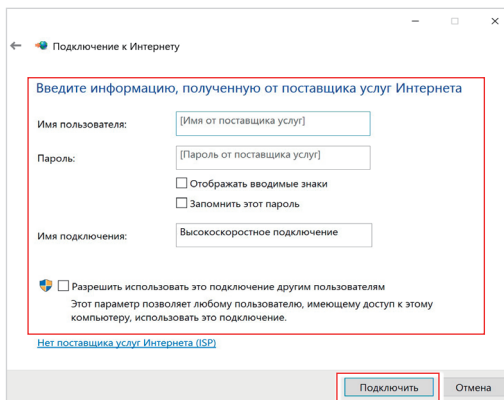 Подключение к Интернету
Введите информацию, полученную от поставщика услуг Интернета
Имя пользователя: [Имя от поставщика услуг]
Пароль: [Пароль от поставщика услуг]
Отображать вводимые знаки
Запомнить этот пароль
Имя подключения: Высокоскоростное подключение
Разрешить использовать это подключение другим пользователям
Этот параметр позволяет любому пользователю, имеющему доступ к этому
компьютеру, использовать это подключение.
Нет поставщика услуг Интернета (ISP)
Подключить Отмена